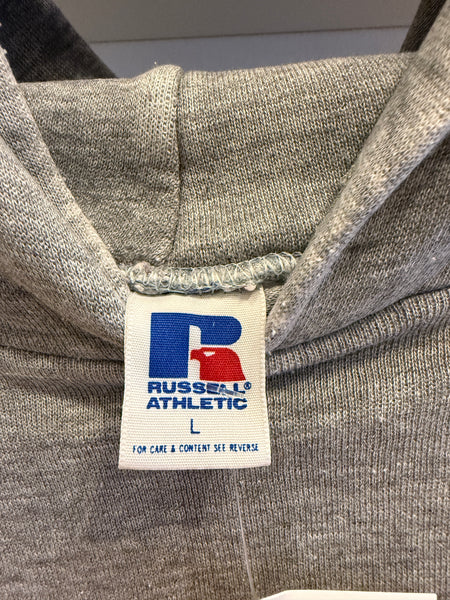 R
RUSSELL®
ATHLETIC
L
FOR CARE & CONTENT SEE REVERSE